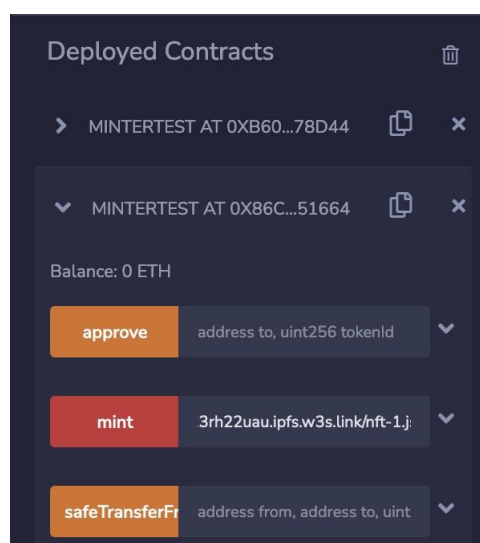 Deployed Contracts
MINTERTEST AT 0XB60...78D44
MINTERTEST AT 0X86C...51664
Balance: 0 ETH
approve address to, uint256 tokenId
mint .3rh22uau.ipfs.w3s.link/nft-1.j
safeTransferFr address from, address to, uint